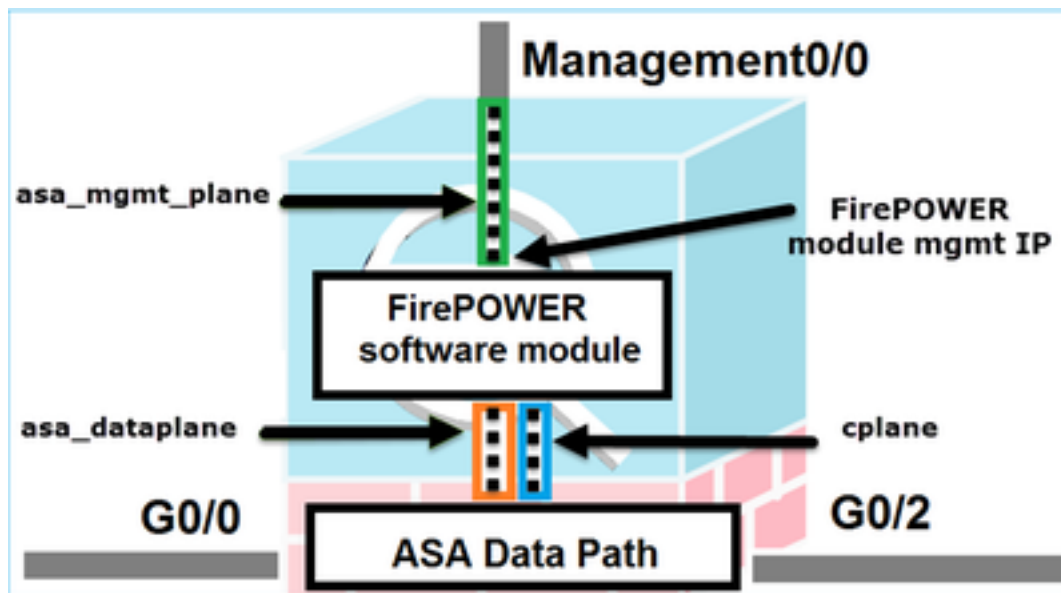 Management0/0
asa_mgmt_plane
FirePOWER
module mgmt IP
FirePOWER
software module
asa_dataplane
cplane
G0/0
G0/2
ASA Data Path